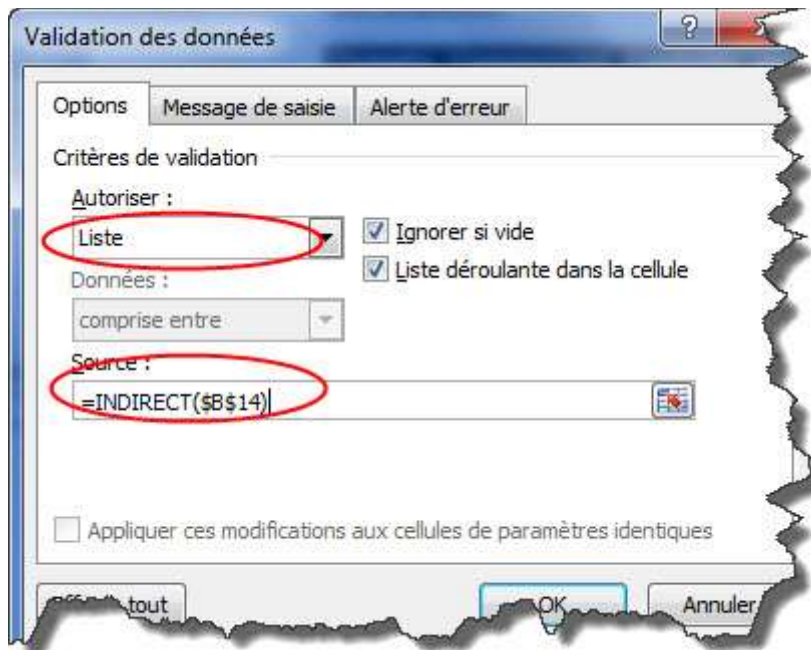 Validation des données
?
Options Message de saisie Alerte d'erreur
Critères de validation
Autoriser :
Liste
Ignorer si vide
Liste déroulante dans la cellule
Données :
comprise entre
Source :
=INDIRECT($B$14)
Appliquer ces modifications aux cellules de paramètres identiques
tout OK Annuler